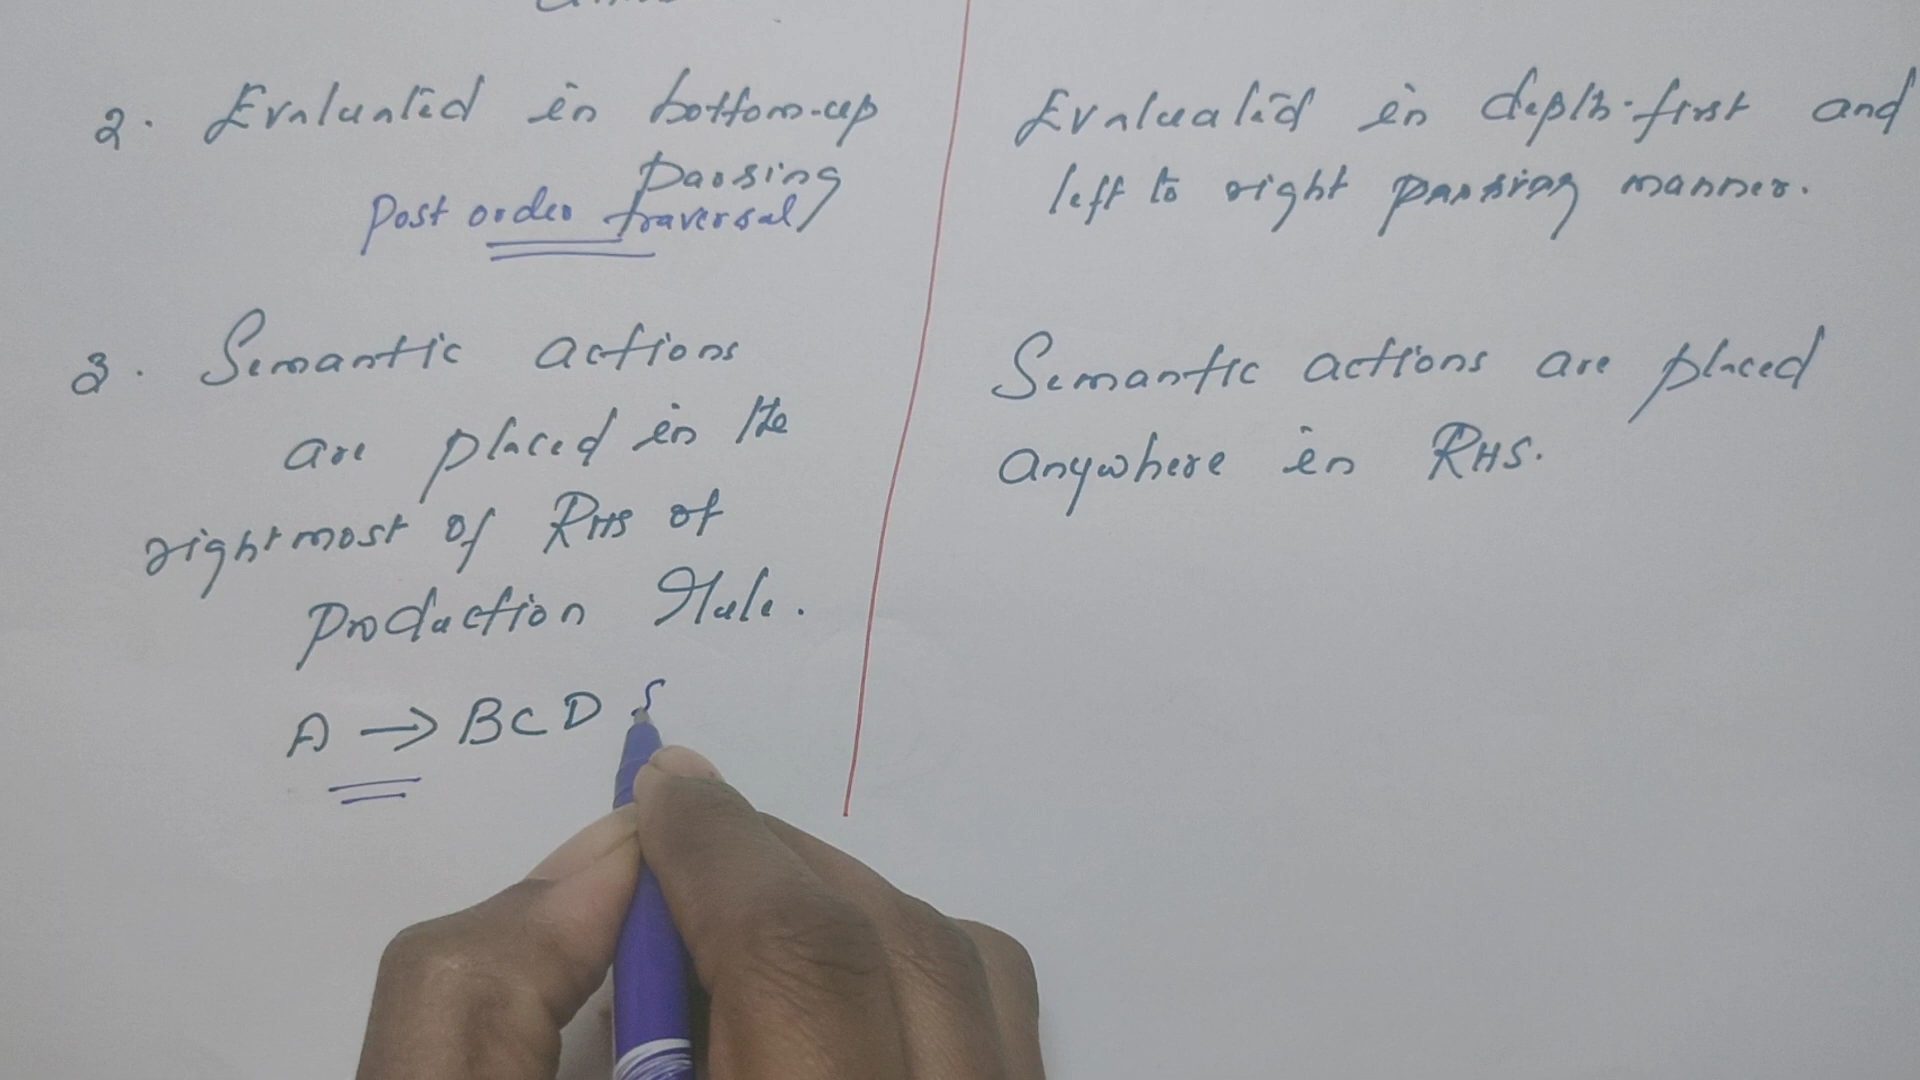 2. Evaluated in bottom-up
parsing
Post order traversal
3. Semantic actions
are placed in the
rightmost of RHS of
Production Rule.
A → BCD
Evaluated in depth-first and
left to right parsing manner.
Semantic actions are placed
anywhere in RHS.